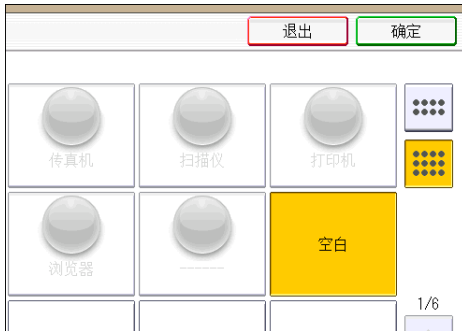 退出 确定
传真机 扫描仪 打印机
浏览器 ------ 空白
1/6